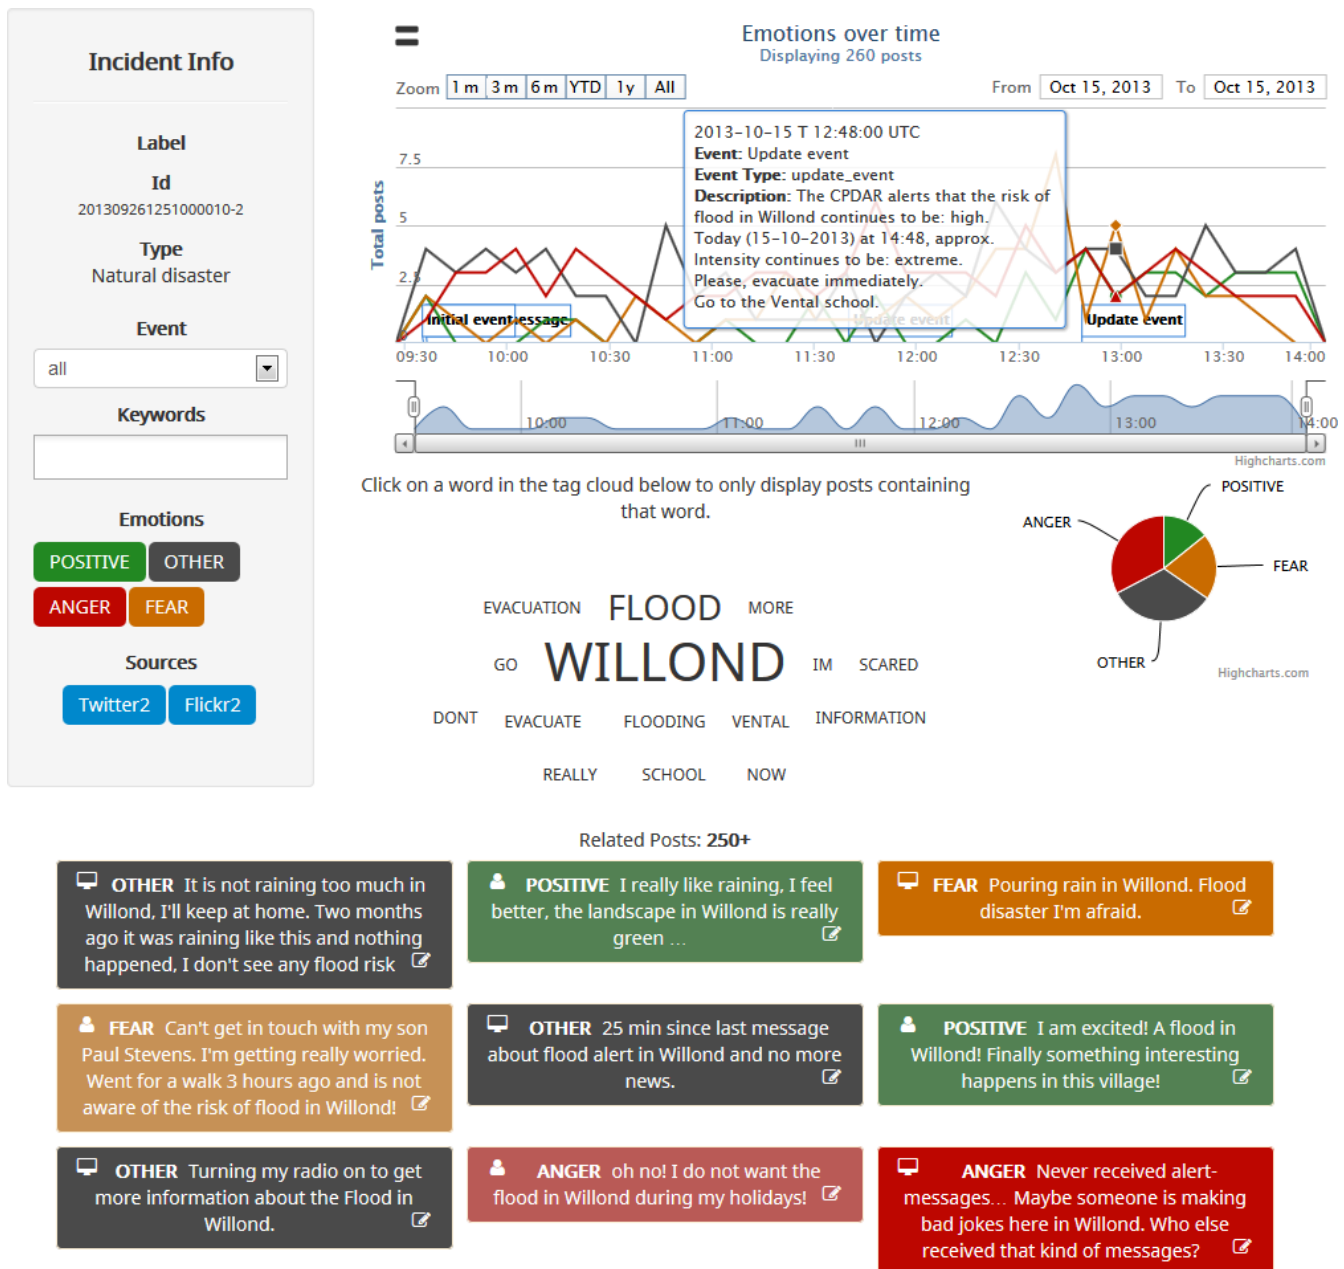 Incident Info
Label
Id
201309261251000010-2
Type
Natural disaster
Event
all
Keywords
Emotions
POSITIVE OTHER
ANGER FEAR
Sources
Twitter2 Flickr2
Emotions over time
Displaying 260 posts
Zoom 1m 3m 6m YTD 1y All
From Oct 15, 2013 To Oct 15, 2013
Total posts
7.5
5
2.5
0
2013-10-15 T 12:48:00 UTC
Event: Update event
Event Type: update_event
Description: The CPDAR alerts that the risk of
flood in Willond continues to be: high.
Today (15-10-2013) at 14:48, approx.
Intensity continues to be: extreme.
Please, evacuate immediately.
Go to the Vental school.
Initial event essage Update event Update event
09:30 10:00 10:30 11:00 11:30 12:00 12:30 13:00 13:30 14:00
10:00 11:00 12:00 13:00 14:00
Highcharts.com
Click on a word in the tag cloud below to only display posts containing
that word.
POSITIVE
ANGER
FEAR
OTHER
Highcharts.com
EVACUATION FLOOD MORE
GO WILLOND IM SCARED
DONT EVACUATE FLOODING VENTAL INFORMATION
REALLY SCHOOL NOW
Related Posts: 250+
OTHER It is not raining too much in
Willond, I'll keep at home. Two months
ago it was raining like this and nothing
happened, I don't see any flood risk
POSITIVE I really like raining, I feel
better, the landscape in Willond is really
green ...
FEAR Pouring rain in Willond. Flood
disaster I'm afraid.
FEAR Can't get in touch with my son
Paul Stevens. I'm getting really worried.
Went for a walk 3 hours ago and is not
aware of the risk of flood in Willond!
OTHER 25 min since last message
about flood alert in Willond and no more
news.
POSITIVE I am excited! A flood in
Willond! Finally something interesting
happens in this village!
OTHER Turning my radio on to get
more information about the Flood in
Willond.
ANGER oh no! I do not want the
flood in Willond during my holidays!
ANGER Never received alert-
messages... Maybe someone is making
bad jokes here in Willond. Who else
received that kind of messages?